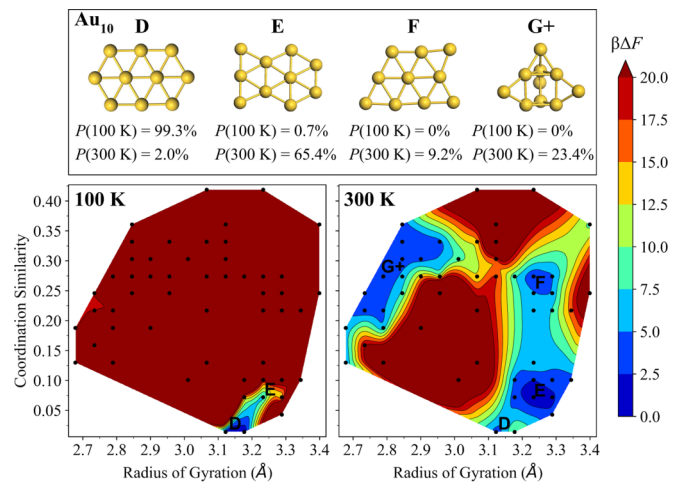 Au10 D E F G+
P(100 K) = 99.3% P(100 K) = 0.7% P(100 K) = 0% P(100 K) = 0%
P(300 K) = 2.0% P(300 K) = 65.4% P(300 K) = 9.2% P(300 K) = 23.4%
βΔF
20.0
17.5
15.0
12.5
10.0
7.5
5.0
2.5
0.0
Coordination Similarity
0.40
0.35
0.30
0.25
0.20
0.15
0.10
0.05
100 K
E
D
2.7 2.8 2.9 3.0 3.1 3.2 3.3 3.4
Radius of Gyration (Å)
300 K
G+
F
E
D
2.7 2.8 2.9 3.0 3.1 3.2 3.3 3.4
Radius of Gyration (Å)